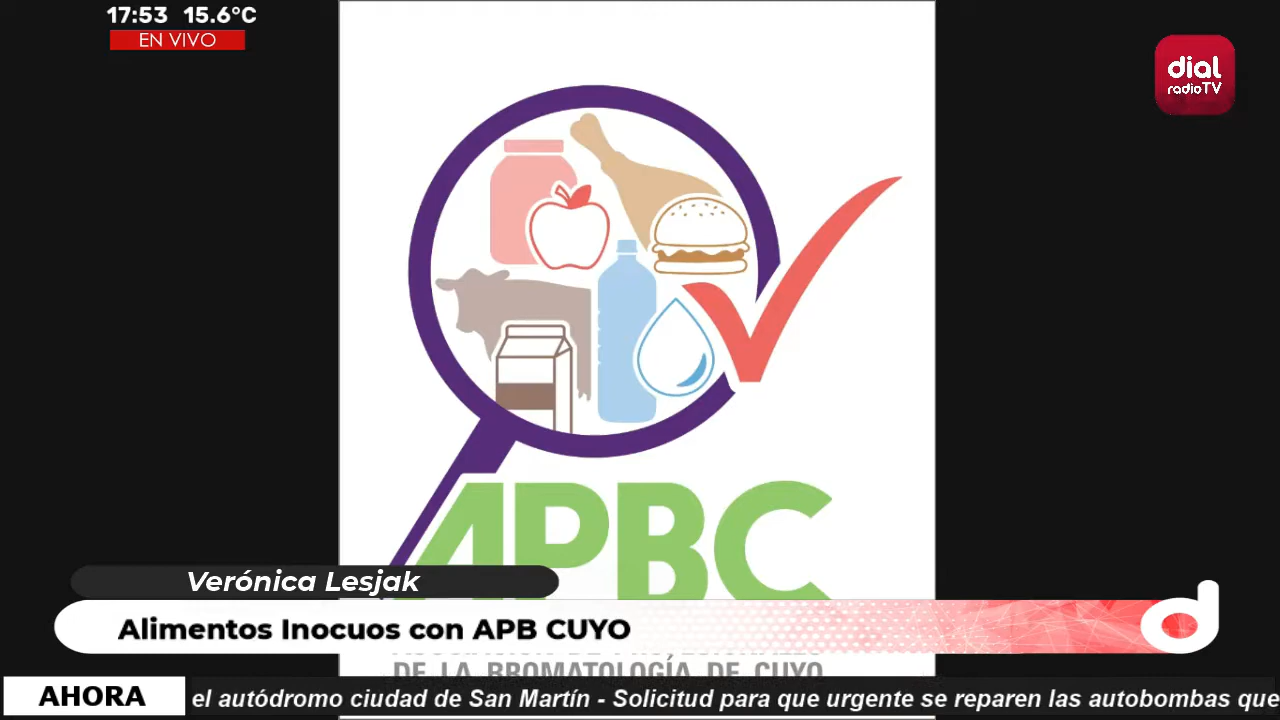 17:53 15.6°C
EN VIVO
dial
radioTV
APBC
Verónica Lesjak
Alimentos Inocuos con APB CUYO
DE LA BROMATOLOGÍA DE CUYO
AHORA
el autódromo ciudad de San Martín - Solicitud para que urgente se reparen las autobombas que